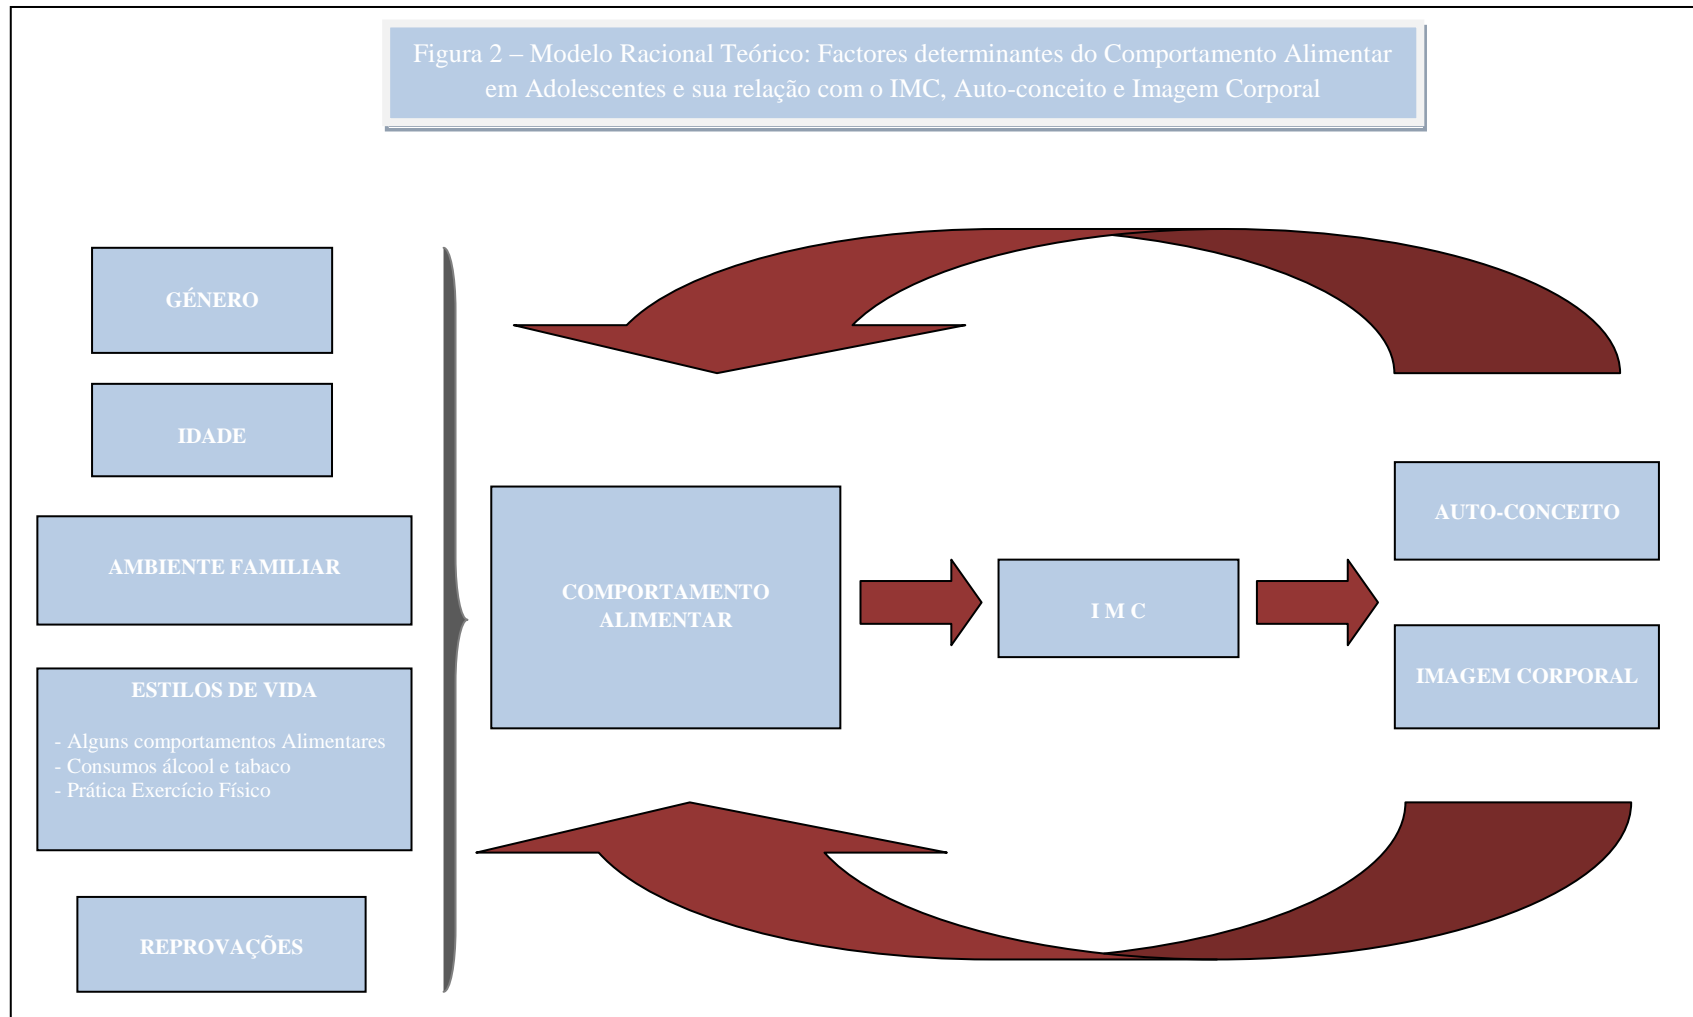 Figura 2 – Modelo Racional Teórico: Factores determinantes do Comportamento Alimentar
em Adolescentes e sua relação com o IMC, Auto-conceito e Imagem Corporal
GÉNERO
IDADE
AMBIENTE FAMILIAR
ESTILOS DE VIDA
- Alguns comportamentos Alimentares
- Consumos álcool e tabaco
- Prática Exercício Físico
REPROVAÇÕES
COMPORTAMENTO
ALIMENTAR
I M C
AUTO-CONCEITO
IMAGEM CORPORAL